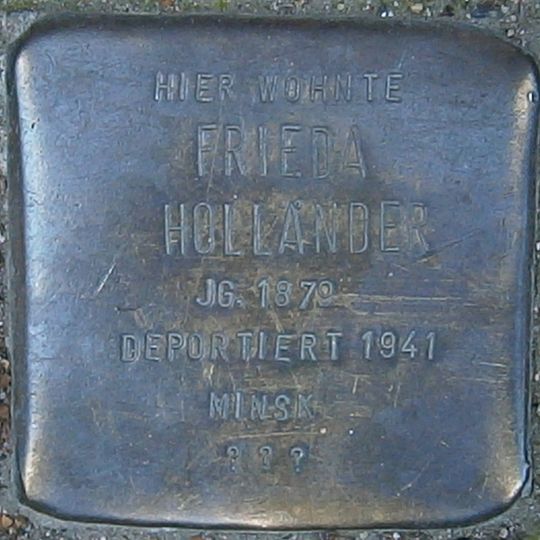 HIER WOHNTE
FRIEDA
HOLLÄNDER
JG. 1879
DEPORTIERT 1941
MINSK
? ? ?